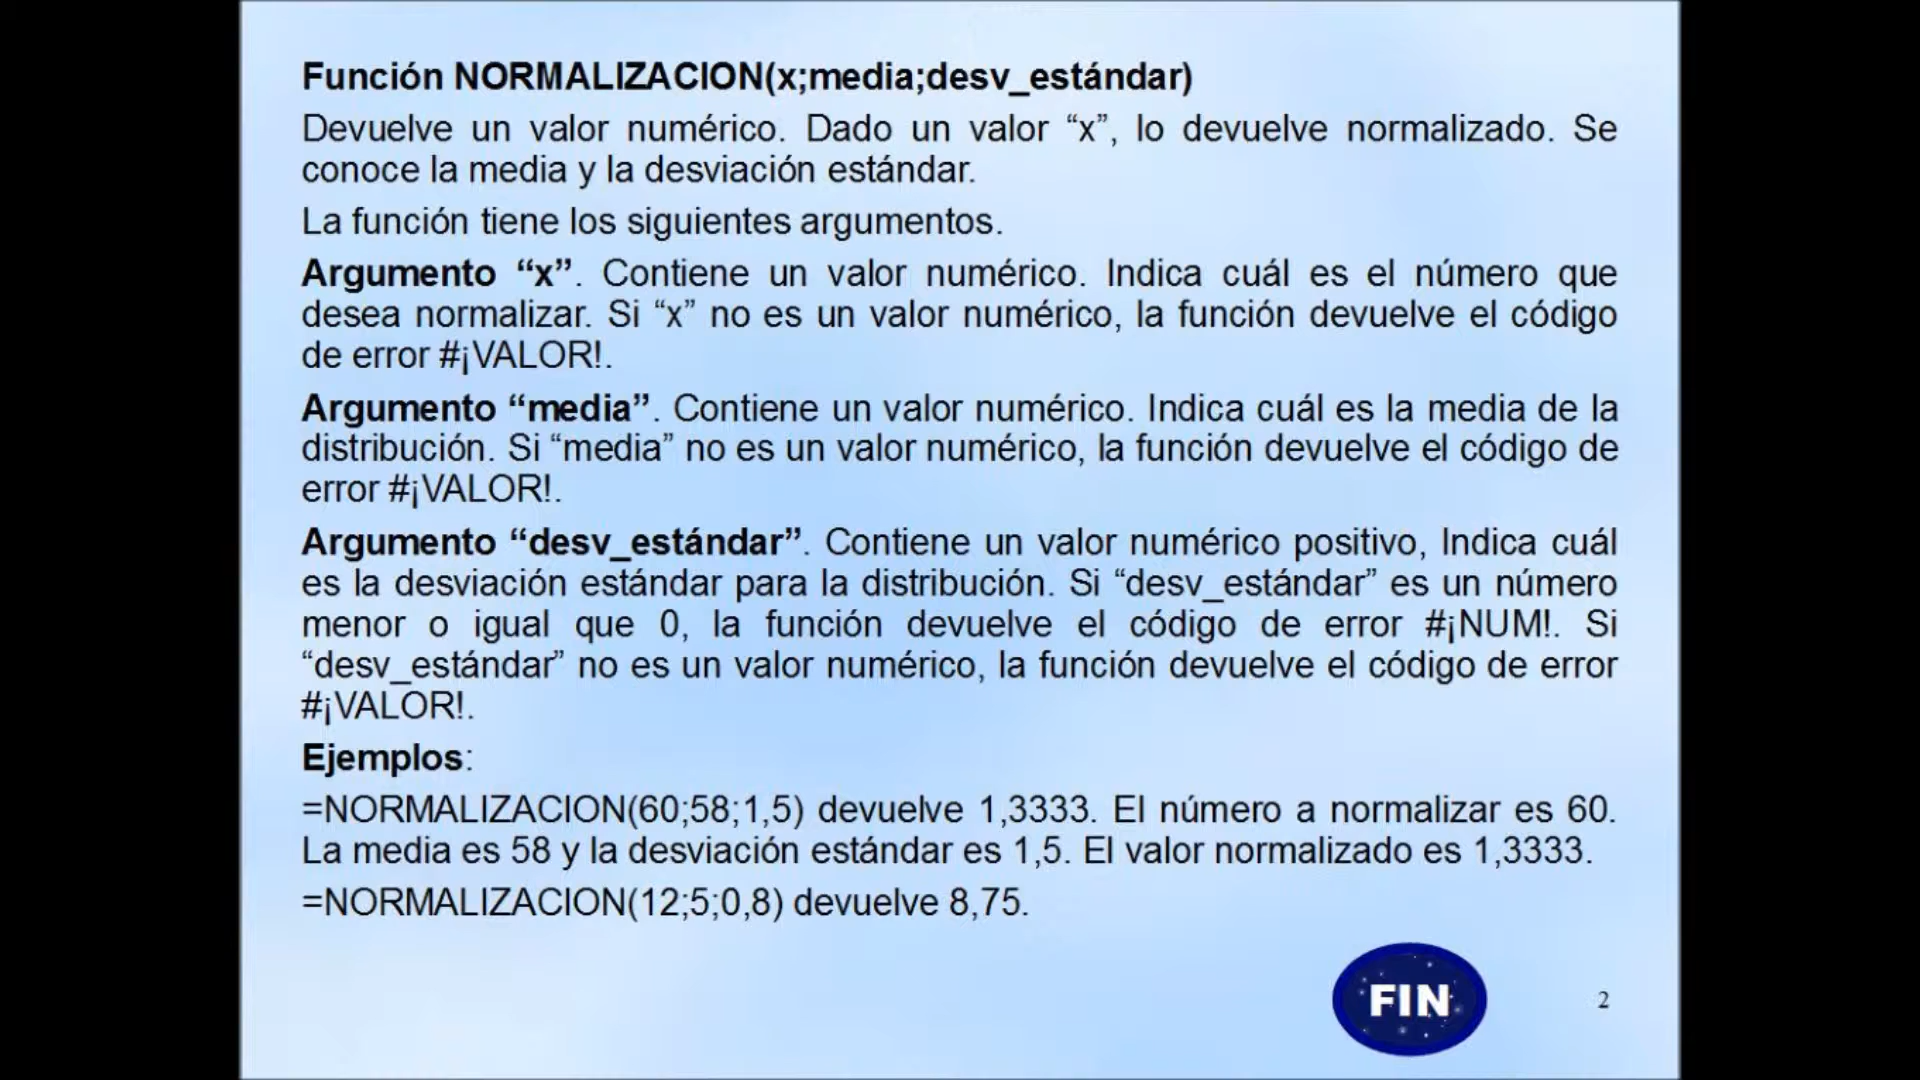 Función NORMALIZACION(x;media;desv_estándar)
Devuelve un valor numérico. Dado un valor “x”, lo devuelve normalizado. Se
conoce la media y la desviación estándar.
La función tiene los siguientes argumentos.
Argumento “x”. Contiene un valor numérico. Indica cuál es el número que
desea normalizar. Si “x” no es un valor numérico, la función devuelve el código
de error #¡VALOR!.
Argumento “media”. Contiene un valor numérico. Indica cuál es la media de la
distribución. Si “media” no es un valor numérico, la función devuelve el código de
error #¡VALOR!.
Argumento “desv_estándar”. Contiene un valor numérico positivo, Indica cuál
es la desviación estándar para la distribución. Si “desv_estándar” es un número
menor o igual que 0, la función devuelve el código de error #¡NUM!. Si
“desv_estándar” no es un valor numérico, la función devuelve el código de error
#¡VALOR!.
Ejemplos:
=NORMALIZACION(60;58;1,5) devuelve 1,3333. El número a normalizar es 60.
La media es 58 y la desviación estándar es 1,5. El valor normalizado es 1,3333.
=NORMALIZACION(12;5;0,8) devuelve 8,75.
FIN
2